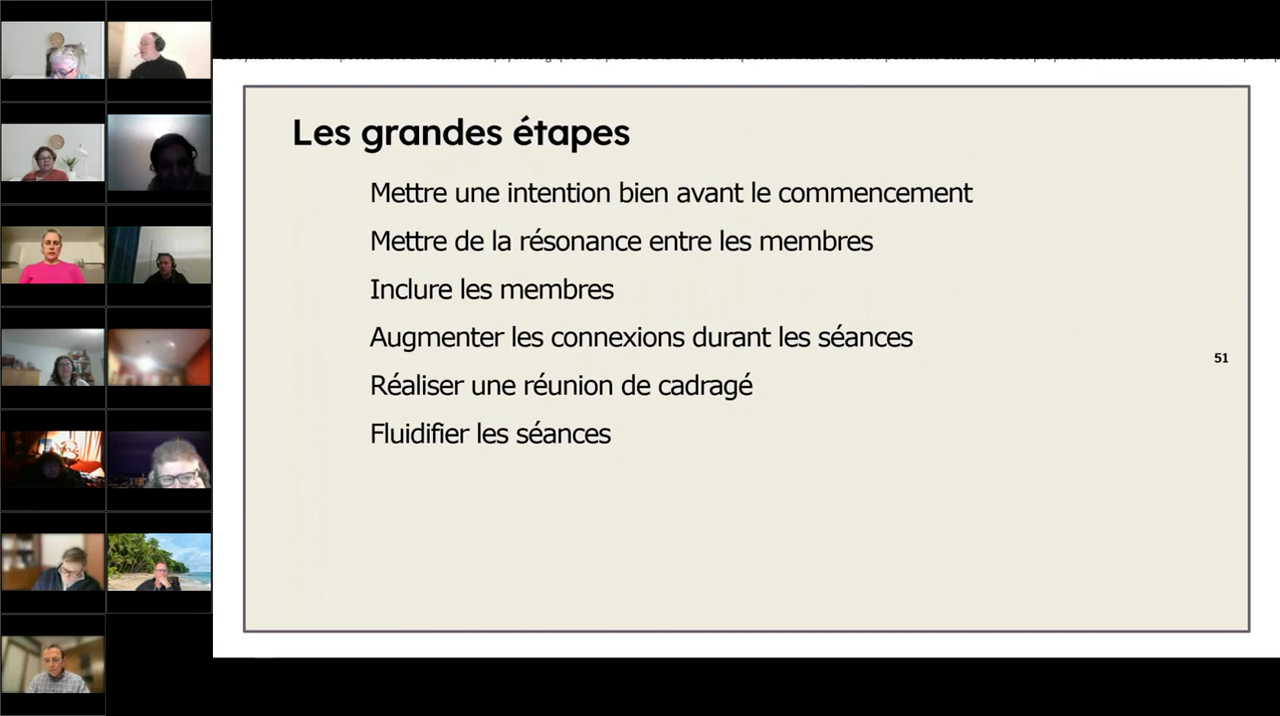 Les grandes étapes
Mettre une intention bien avant le commencement
Mettre de la résonance entre les membres
Inclure les membres
Augmenter les connexions durant les séances
Réaliser une réunion de cadragé
Fluidifier les séances
51